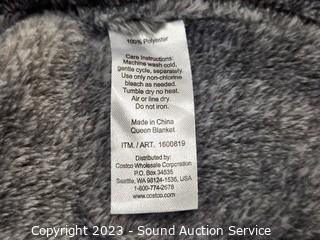 100% Polyester
Care Instructions:
Machine wash cold,
gentle cycle, separately.
Use only non-chlorine
bleach as needed.
Tumble dry no heat.
Air or line dry.
Do not iron.
Made in China
Queen Blanket
ITM. / ART. 1600819
Distributed by:
Costco Wholesale Corporation
P.O. Box 34535
Seattle, WA 98124-1535, USA
1-800-774-2678
www.costco.com
Copyright © 2023 - Sound Auction Service